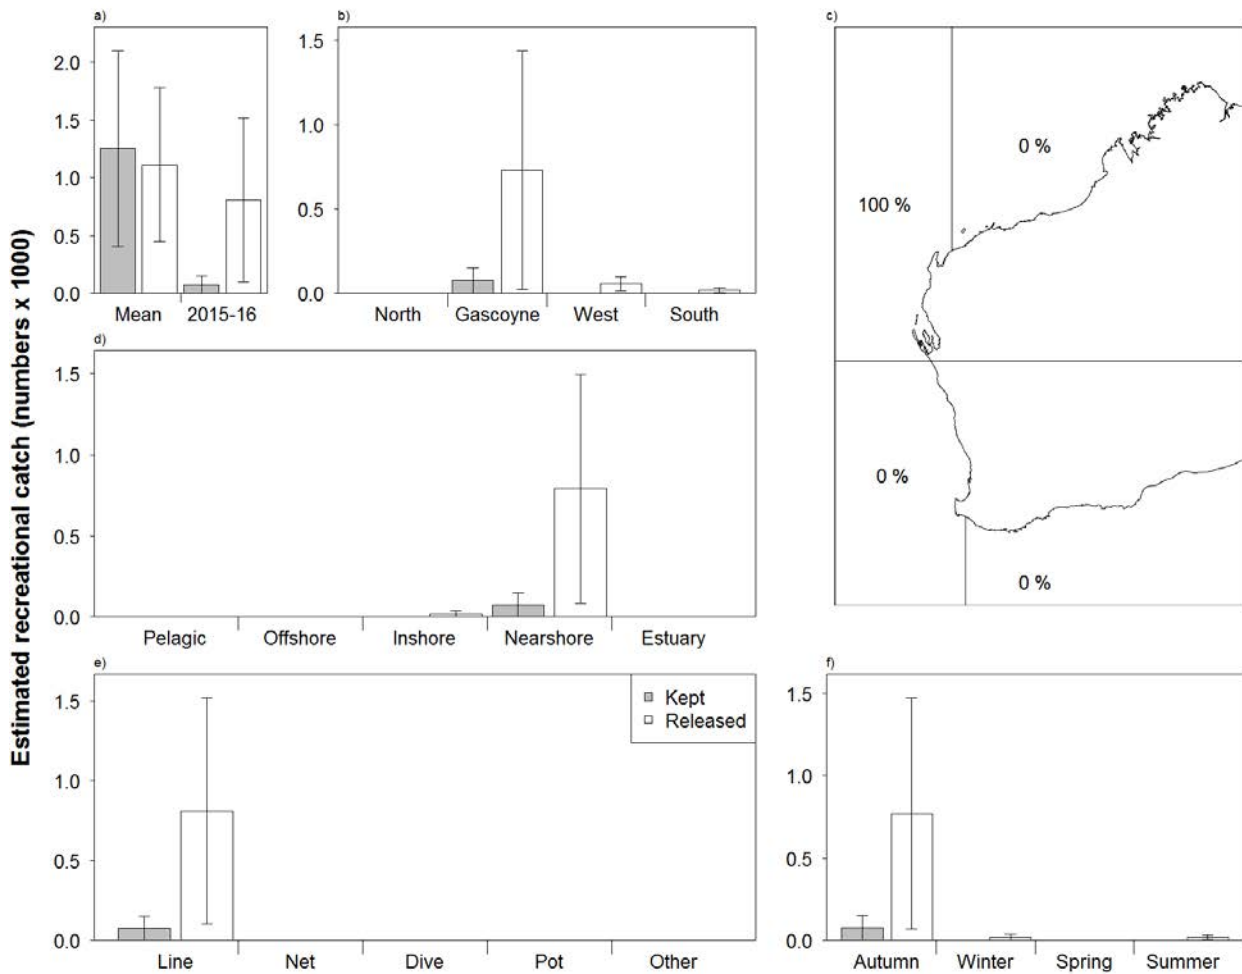 Estimated recreational catch (numbers x 1000)
a)
2.0
1.5
1.0
0.5
0.0
Mean 2015-16
b)
1.5
1.0
0.5
0.0
North Gascoyne West South
c)
0 %
100 %
0 %
0 %
d)
1.5
1.0
0.5
0.0
Pelagic Offshore Inshore Nearshore Estuary
e)
1.5
1.0
0.5
0.0
Kept
Released
Line Net Dive Pot Other
f)
1.5
1.0
0.5
0.0
Autumn Winter Spring Summer